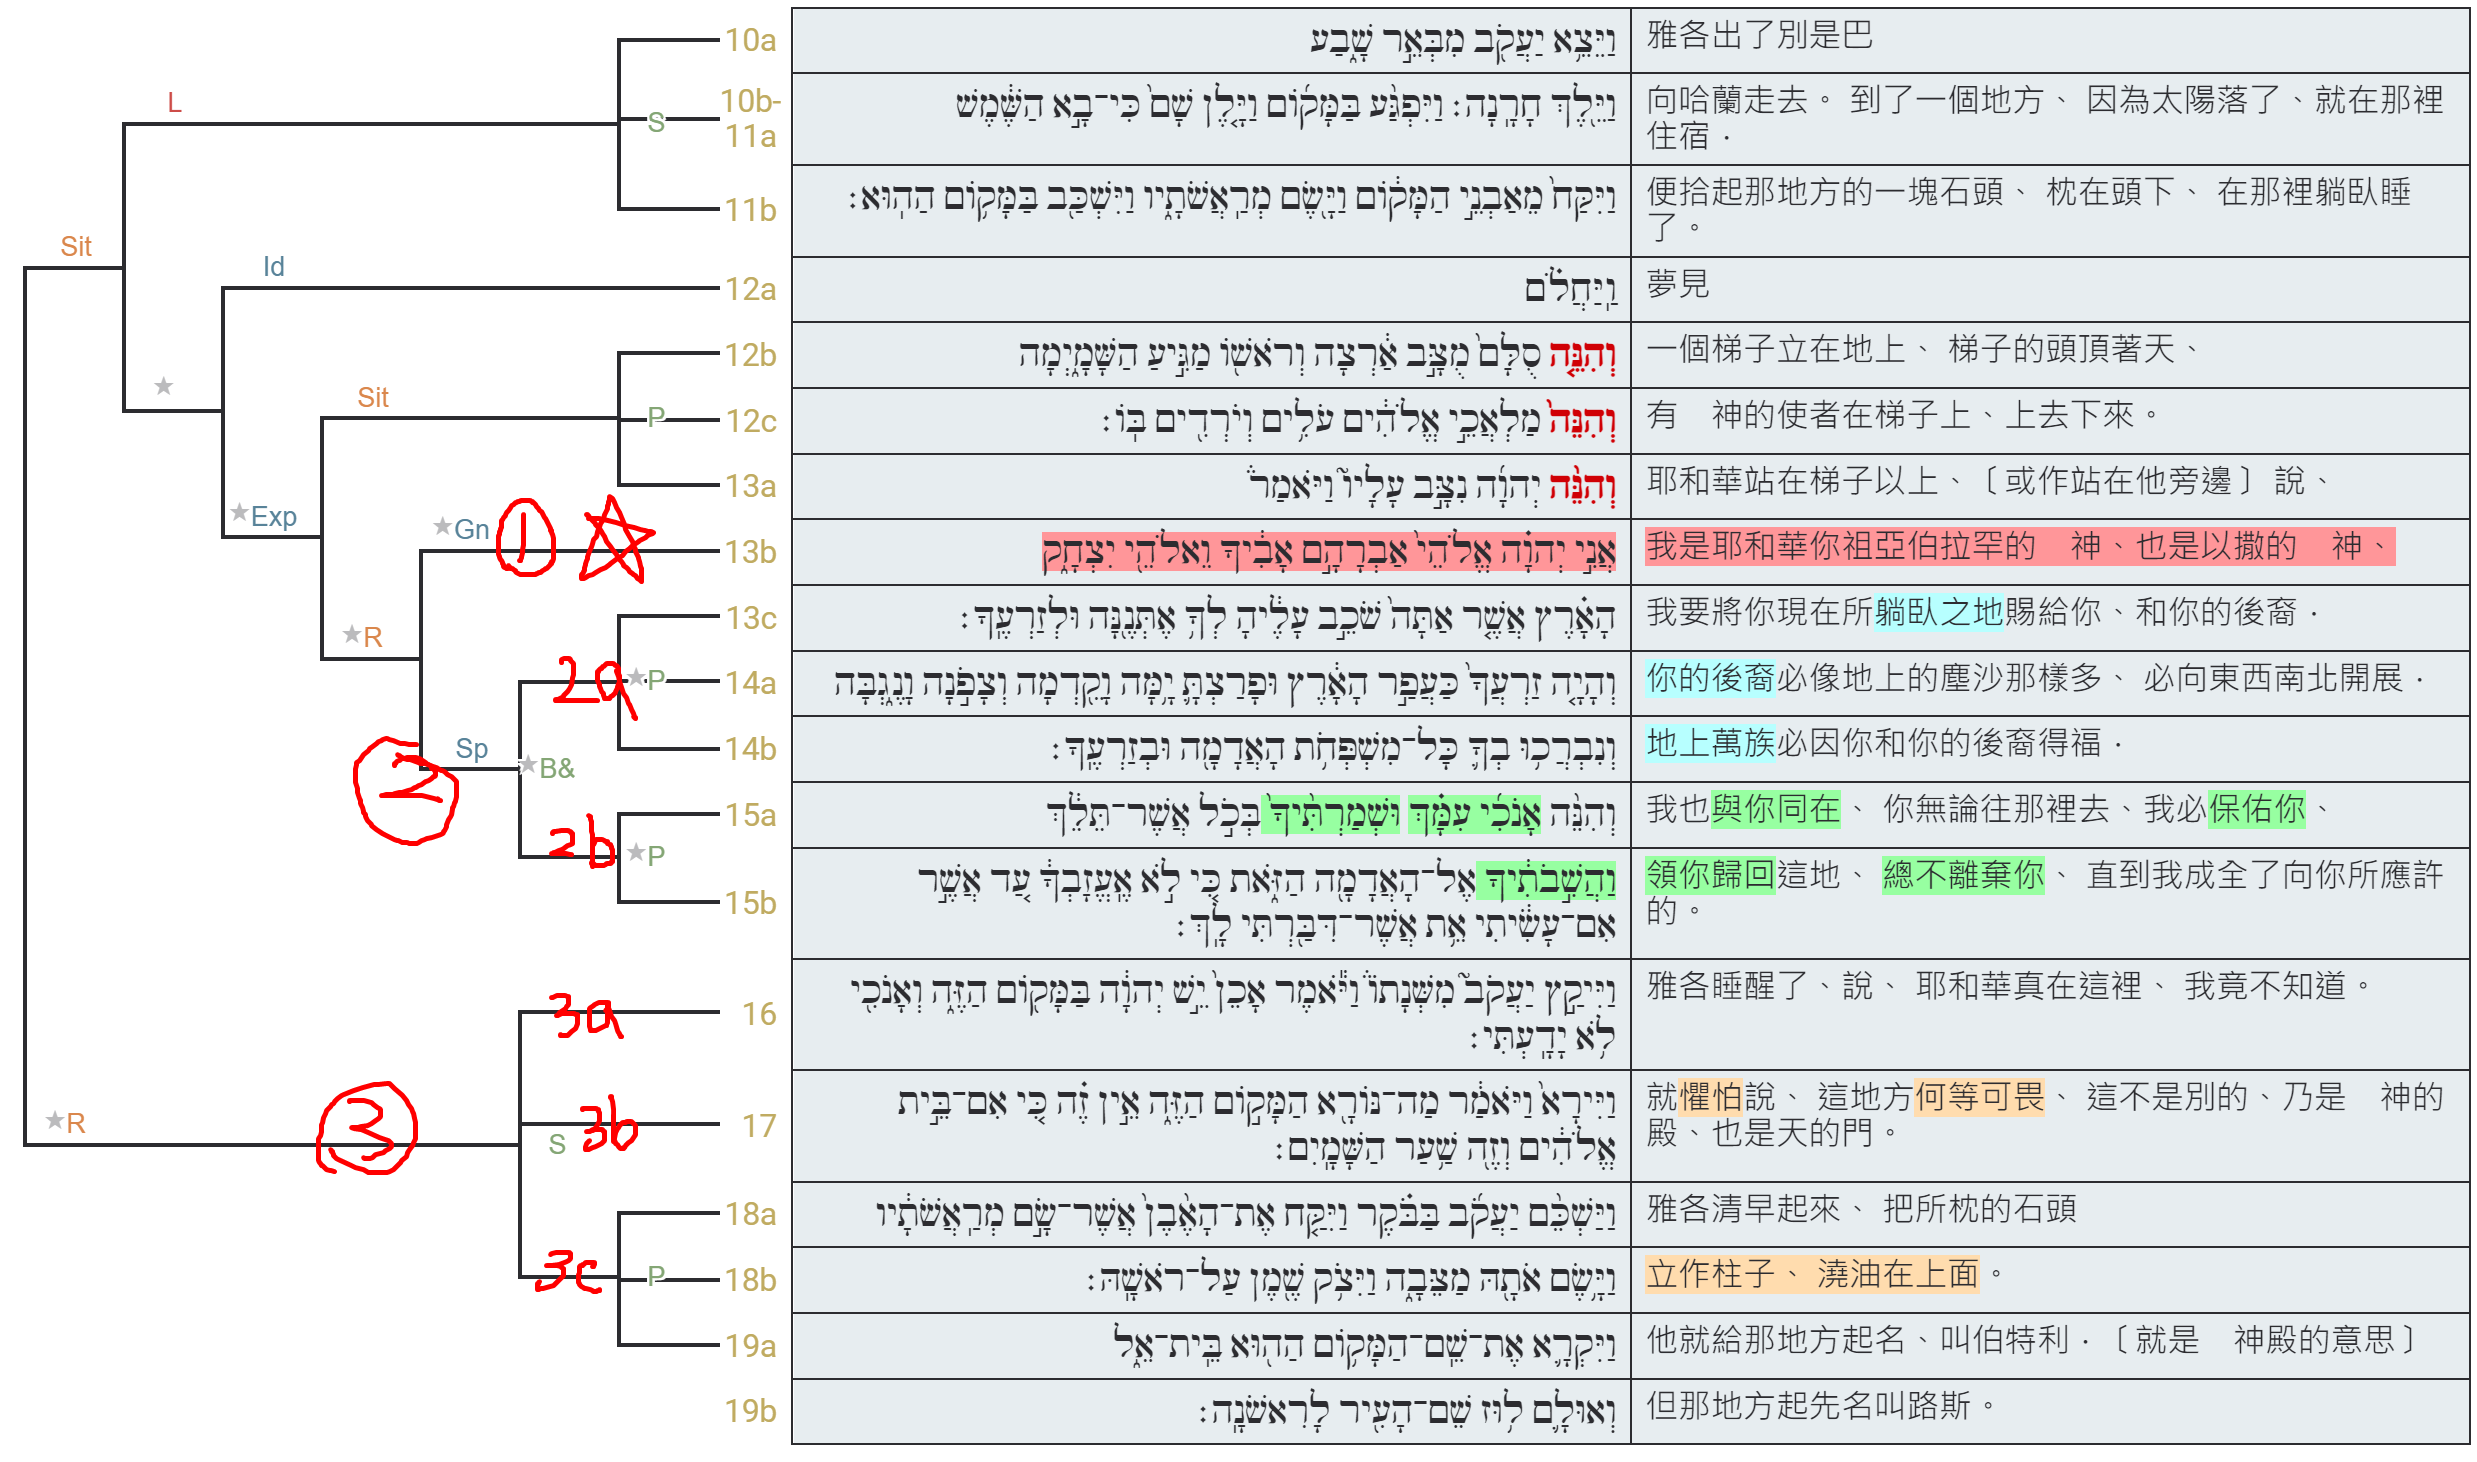 10a וַיֵּצֵ֥א יַעֲקֹ֖ב מִבְּאֵ֣ר שָׁ֑בַע 雅各出了別是巴
L
10b-11a וַיֵּ֖לֶךְ חָרָֽנָה׃ וַיִּפְגַּ֨ע בַּמָּק֜וֹם וַיָּ֤לֶן שָׁם֙ כִּי־בָ֣א הַשֶּׁ֔מֶשׁ 向哈蘭走去。 到了一個地方、 因為太陽落了、就在那裡
住宿．
S
11b וַיִּקַּח֙ מֵאַבְנֵ֣י הַמָּק֔וֹם וַיָּ֖שֶׂם מְרַֽאֲשֹׁתָ֑יו וַיִּשְׁכַּ֖ב בַּמָּק֥וֹם הַהֽוּא׃ 便拾起那地方的一塊石頭、 枕在頭下、 在那裡躺臥睡
了。
Sit
Id
12a וַֽיַּחֲלֹ֗ם 夢見
12b וְהִנֵּ֤ה סֻלָּם֙ מֻצָּ֣ב אַ֔רְצָה וְרֹאשׁ֖וֹ מַגִּ֣יעַ הַשָּׁמָ֑יְמָה 一個梯子立在地上、 梯子的頭頂著天、
★
Sit
P
12c וְהִנֵּה֙ מַלְאֲכֵ֣י אֱלֹהִ֔ים עֹלִ֥ים וְיֹרְדִ֖ים בּֽוֹ׃ 有　神的使者在梯子上、上去下來。
13a וְהִנֵּ֨ה יְהוָ֜ה נִצָּ֣ב עָלָיו֮ וַיֹּאמַר֒ 耶和華站在梯子以上、〔或作站在他旁邊〕說、
★Exp
★Gn
1
13b אֲנִ֣י יְהוָ֗ה אֱלֹהֵי֙ אַבְרָהָ֣ם אָבִ֔יךָ וֵאלֹהֵ֖י יִצְחָ֑ק 我是耶和華你祖亞伯拉罕的　神、也是以撒的　神、
13c הָאָ֗רֶץ אֲשֶׁ֤ר אַתָּה֙ שֹׁכֵ֣ב עָלֶ֔יהָ לְךָ֥ אֶתְּנֶ֖נָּה וּלְזַרְעֶֽךָ׃ 我要將你現在所躺臥之地賜給你、和你的後裔．
★R
2a
★P
14a וְהָיָ֤ה זַרְעֲךָ֙ כַּעֲפַ֣ר הָאָ֔רֶץ וּפָרַצְתָּ֛ יָ֥מָּה וָקֵ֖דְמָה וְצָפֹ֣נָה וָנֶ֑גְבָּה 你的後裔必像地上的塵沙那樣多、 必向東西南北開展．
14b וְנִבְרֲכ֥וּ בְךָ֛ כָּל־מִשְׁפְּחֹ֥ת הָאֲדָמָ֖ה וּבְזַרְעֶֽךָ׃ 地上萬族必因你和你的後裔得福．
2
Sp
★B&
15a וְהִנֵּ֨ה אָנֹכִ֜י עִמָּ֗ךְ וּשְׁמַרְתִּ֙יךָ֙ בְּכֹ֣ל אֲשֶׁר־תֵּלֵ֔ךְ 我也與你同在、 你無論往那裡去、我必保佑你、
2b
★P
15b וַהֲשִׁ֣בֹתִ֔יךָ אֶל־הָאֲדָמָ֖ה הַזֹּ֑את כִּ֚י לֹ֣א אֶֽעֱזָבְךָ֔ עַ֚ד אֲשֶׁ֣ר 領你歸回這地、 總不離棄你、 直到我成全了向你所應許
אִם־עָשִׂ֔יתִי אֵ֥ת אֲשֶׁר־דִּבַּ֖רְתִּי לָֽךְ׃ 的。
3a
16 וַיִּיקַ֣ץ יַעֲקֹב֮ מִשְּׁנָתוֹ֒ וַיֹּ֕אמֶר אָכֵן֙ יֵ֣שׁ יְהוָ֔ה בַּמָּק֖וֹם הַזֶּ֑ה וְאָנֹכִ֖י 雅各睡醒了、說、 耶和華真在這裡、 我竟不知道。
לֹ֥א יָדָֽעְתִּי׃
★R
3
3b
S
17 וַיִּירָא֙ וַיֹּאמַ֔ר מַה־נּוֹרָ֖א הַמָּק֣וֹם הַזֶּ֑ה אֵ֣ין זֶ֗ה כִּ֚י אִם־בֵּ֣ית 就懼怕說、 這地方何等可畏、 這不是別的、乃是　神的
אֱלֹהִ֔ים וְזֶ֖ה שַׁ֥עַר הַשָּׁמָֽיִם׃ 殿、也是天的門。
18a וַיַּשְׁכֵּ֨ם יַעֲקֹ֜ב בַּבֹּ֗קֶר וַיִּקַּ֤ח אֶת־הָאֶ֙בֶן֙ אֲשֶׁר־שָׂ֣ם מְרַֽאֲשֹׁתָ֔יו 雅各清早起來、 把所枕的石頭
3c
P
18b וַיָּ֥שֶׂם אֹתָ֖הּ מַצֵּבָ֑ה וַיִּצֹ֥ק שֶׁ֖מֶן עַל־רֹאשָֽׁהּ׃ 立作柱子、 澆油在上面。
19a וַיִּקְרָ֛א אֶת־שֵֽׁם־הַמָּק֥וֹם הַה֖וּא בֵּֽית־אֵ֑ל 他就給那地方起名、叫伯特利．〔就是　神殿的意思〕
19b וְאוּלָ֛ם ל֥וּז שֵׁם־הָעִ֖יר לָרִאשֹׁנָֽה׃ 但那地方起先名叫路斯。